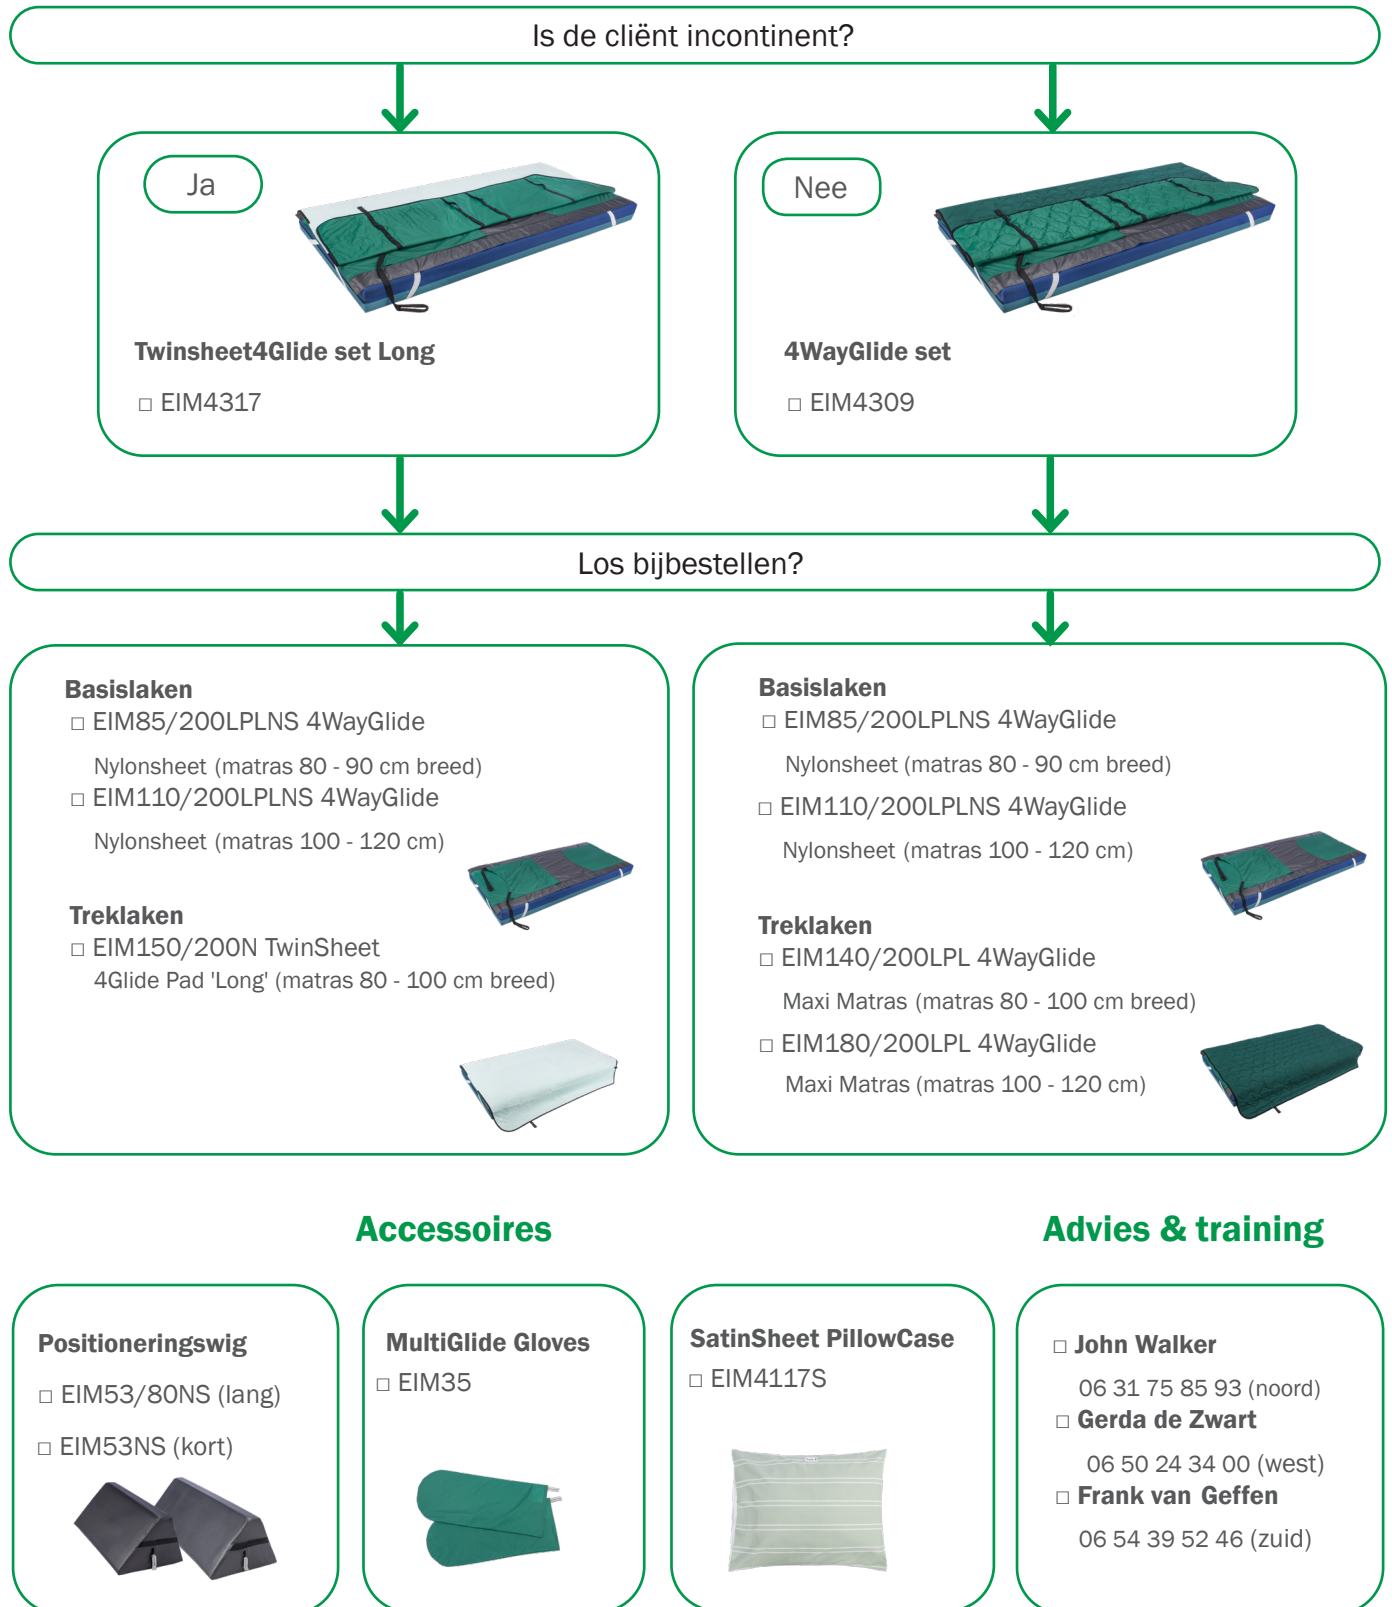 Is de cliënt incontinent?
Ja
Twinsheet4Glide set Long
□ EIM4317
Nee
4WayGlide set
□ EIM4309
Los bijbestellen?
Basislaken
□ EIM85/200LPLNS 4WayGlide
Nylonsheet (matras 80 - 90 cm breed)
□ EIM110/200LPLNS 4WayGlide
Nylonsheet (matras 100 - 120 cm)
Treklaken
□ EIM150/200N TwinSheet
4Glide Pad 'Long' (matras 80 - 100 cm breed)
Basislaken
□ EIM85/200LPLNS 4WayGlide
Nylonsheet (matras 80 - 90 cm breed)
□ EIM110/200LPLNS 4WayGlide
Nylonsheet (matras 100 - 120 cm)
Treklaken
□ EIM140/200LPL 4WayGlide
Maxi Matras (matras 80 - 100 cm breed)
□ EIM180/200LPL 4WayGlide
Maxi Matras (matras 100 - 120 cm)
Accessoires
Positioneringswig
□ EIM53/80NS (lang)
□ EIM53NS (kort)
MultiGlide Gloves
□ EIM35
SatinSheet PillowCase
□ EIM4117S
Advies & training
□ John Walker
06 31 75 85 93 (noord)
□ Gerda de Zwart
06 50 24 34 00 (west)
□ Frank van Geffen
06 54 39 52 46 (zuid)